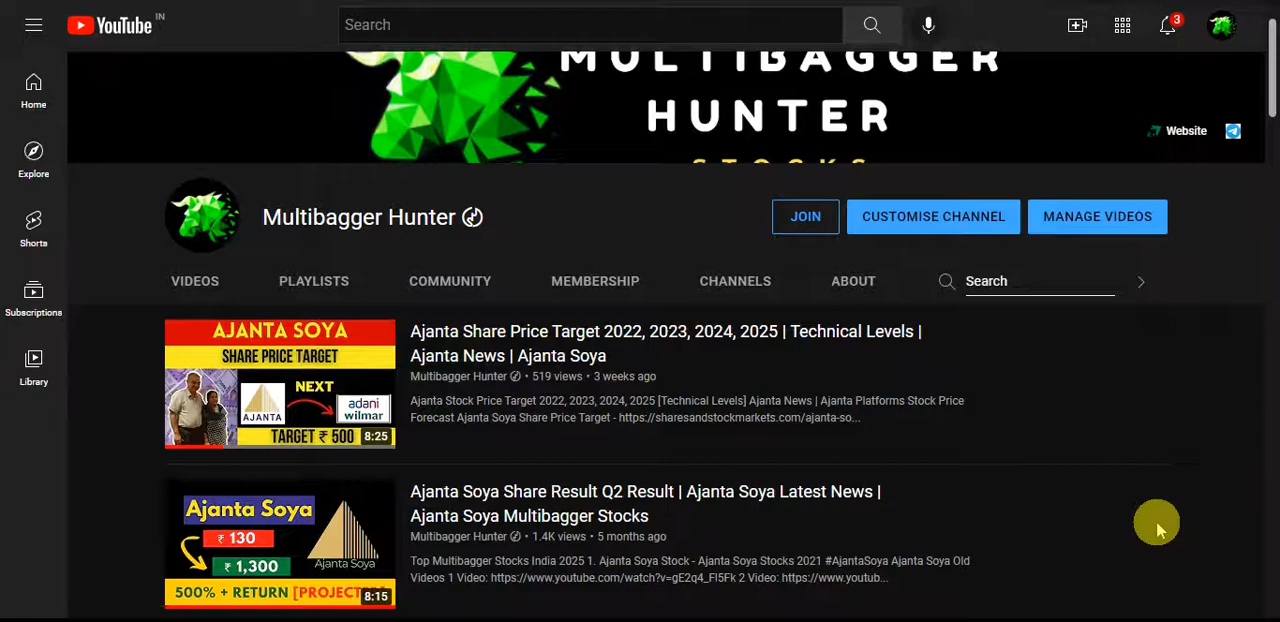 YouTube IN
Search
3
Home
Explore
Shorts
Subscriptions
Library
MULTIBAGGER
HUNTER
STOCKS
Website
Multibagger Hunter
JOIN
CUSTOMISE CHANNEL
MANAGE VIDEOS
VIDEOS PLAYLISTS COMMUNITY MEMBERSHIP CHANNELS ABOUT Search
AJANTA SOYA
SHARE PRICE TARGET
NEXT
AJANTA
adani
wilmar
TARGET ₹ 500
8:25
Ajanta Share Price Target 2022, 2023, 2024, 2025 | Technical Levels |
Ajanta News | Ajanta Soya
Multibagger Hunter • 519 views • 3 weeks ago
Ajanta Stock Price Target 2022, 2023, 2024, 2025 [Technical Levels] Ajanta News | Ajanta Platforms Stock Price
Forecast Ajanta Soya Share Price Target - https://sharesandstockmarkets.com/ajanta-so...
Ajanta Soya
₹ 130
₹ 1,300
Ajanta Soya
500% + RETURN [PROJECT
8:15
Ajanta Soya Share Result Q2 Result | Ajanta Soya Latest News |
Ajanta Soya Multibagger Stocks
Multibagger Hunter • 1.4K views • 5 months ago
Top Multibagger Stocks India 2025 1. Ajanta Soya Stock - Ajanta Soya Stocks 2021 #AjantaSoya Ajanta Soya Old
Videos 1 Video: https://www.youtube.com/watch?v=gE2q4_FI5Fk 2 Video: https://www.youtub...